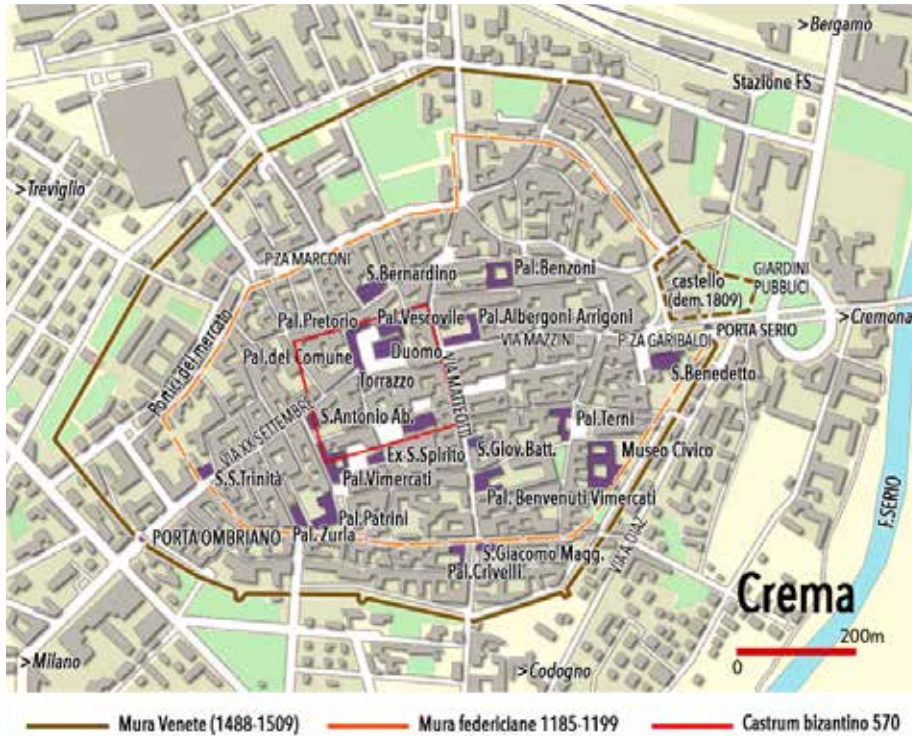 >Bergamo
Stazione FS
>Treviglio
P.ZA MARCONI
S.Bernardino
Pal.Benzoni
castello
(dem.1809)
GIARDINI
PUBBLICI
Pal.Pretorio
Pal.Vescovile
Pal.Albergoni Arrigoni
PORTA SERIO
>Cremona
Portici del mercato
Pal.del Comune
Duomo
VIA MAZZINI
P.ZA GARIBALDI
Torrazzo
VIA MATTEOTTI
S.Benedetto
VIA XX SETTEMBRE
S.Antonio Ab.
Pal.Terni
Ex S.Spirito
S.Giov.Batt.
Museo Civico
S.S.Trinità
Pal.Vimercati
Pal. Benvenuti Vimercati
F.SERIO
Pal.Patrini
PORTA OMBRIANO
Pal. Zurla
S.Giacomo Magg.
VIA A.DIAZ
Pal.Crivelli
Crema
200m
0
>Milano
>Codogno
Mura Venete (1488-1509)
Mura federiciane 1185-1199
Castrum bizantino 570